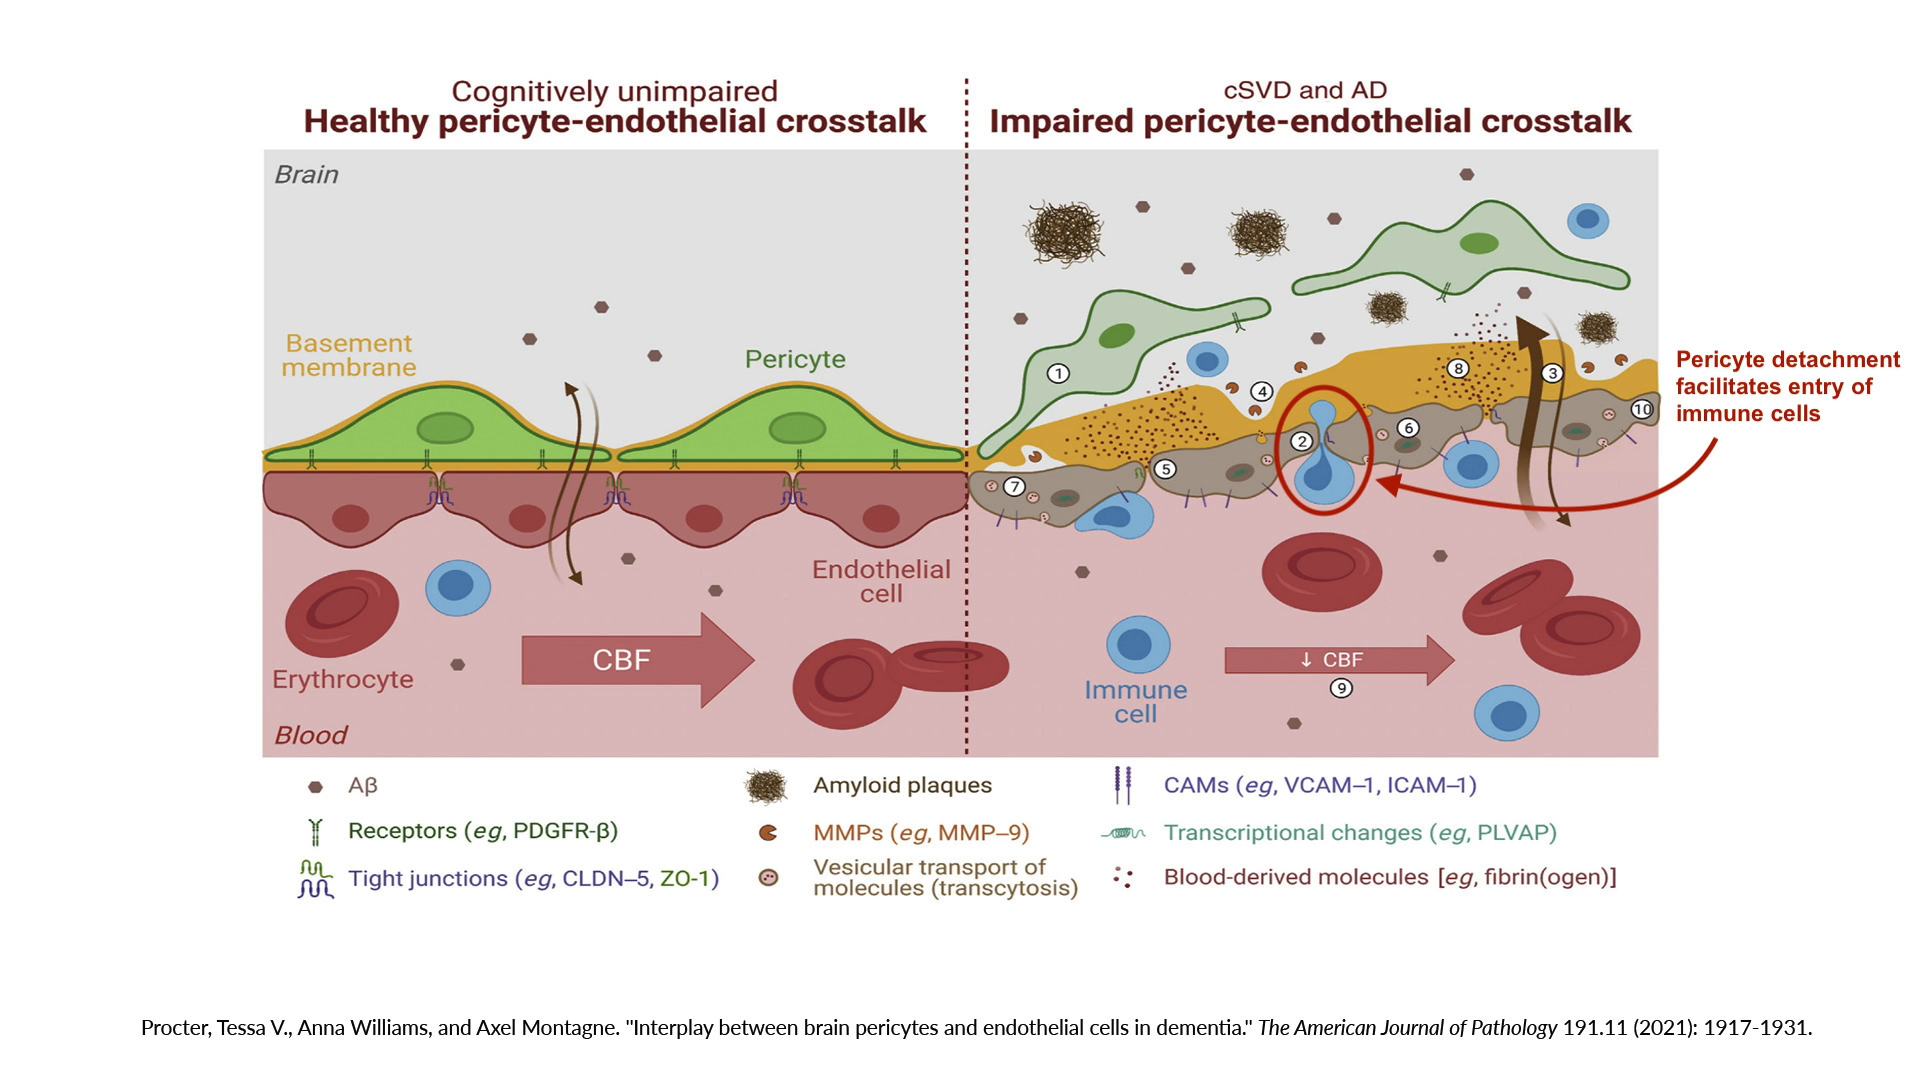 Cognitively unimpaired
Healthy pericyte-endothelial crosstalk
cSVD and AD
Impaired pericyte-endothelial crosstalk
Brain
Basement
membrane
Pericyte
Endothelial
cell
Erythrocyte
CBF
Blood
1
2
3
4
5
6
7
8
10
Immune
cell
↓ CBF
9
Pericyte detachment
facilitates entry of
immune cells
Aβ
Receptors (eg, PDGFR-β)
Tight junctions (eg, CLDN–5, ZO-1)
Amyloid plaques
MMPs (eg, MMP–9)
Vesicular transport of
molecules (transcytosis)
CAMs (eg, VCAM–1, ICAM–1)
Transcriptional changes (eg, PLVAP)
Blood-derived molecules [eg, fibrin(ogen)]
Procter, Tessa V., Anna Williams, and Axel Montagne. "Interplay between brain pericytes and endothelial cells in dementia." The American Journal of Pathology 191.11 (2021): 1917-1931.